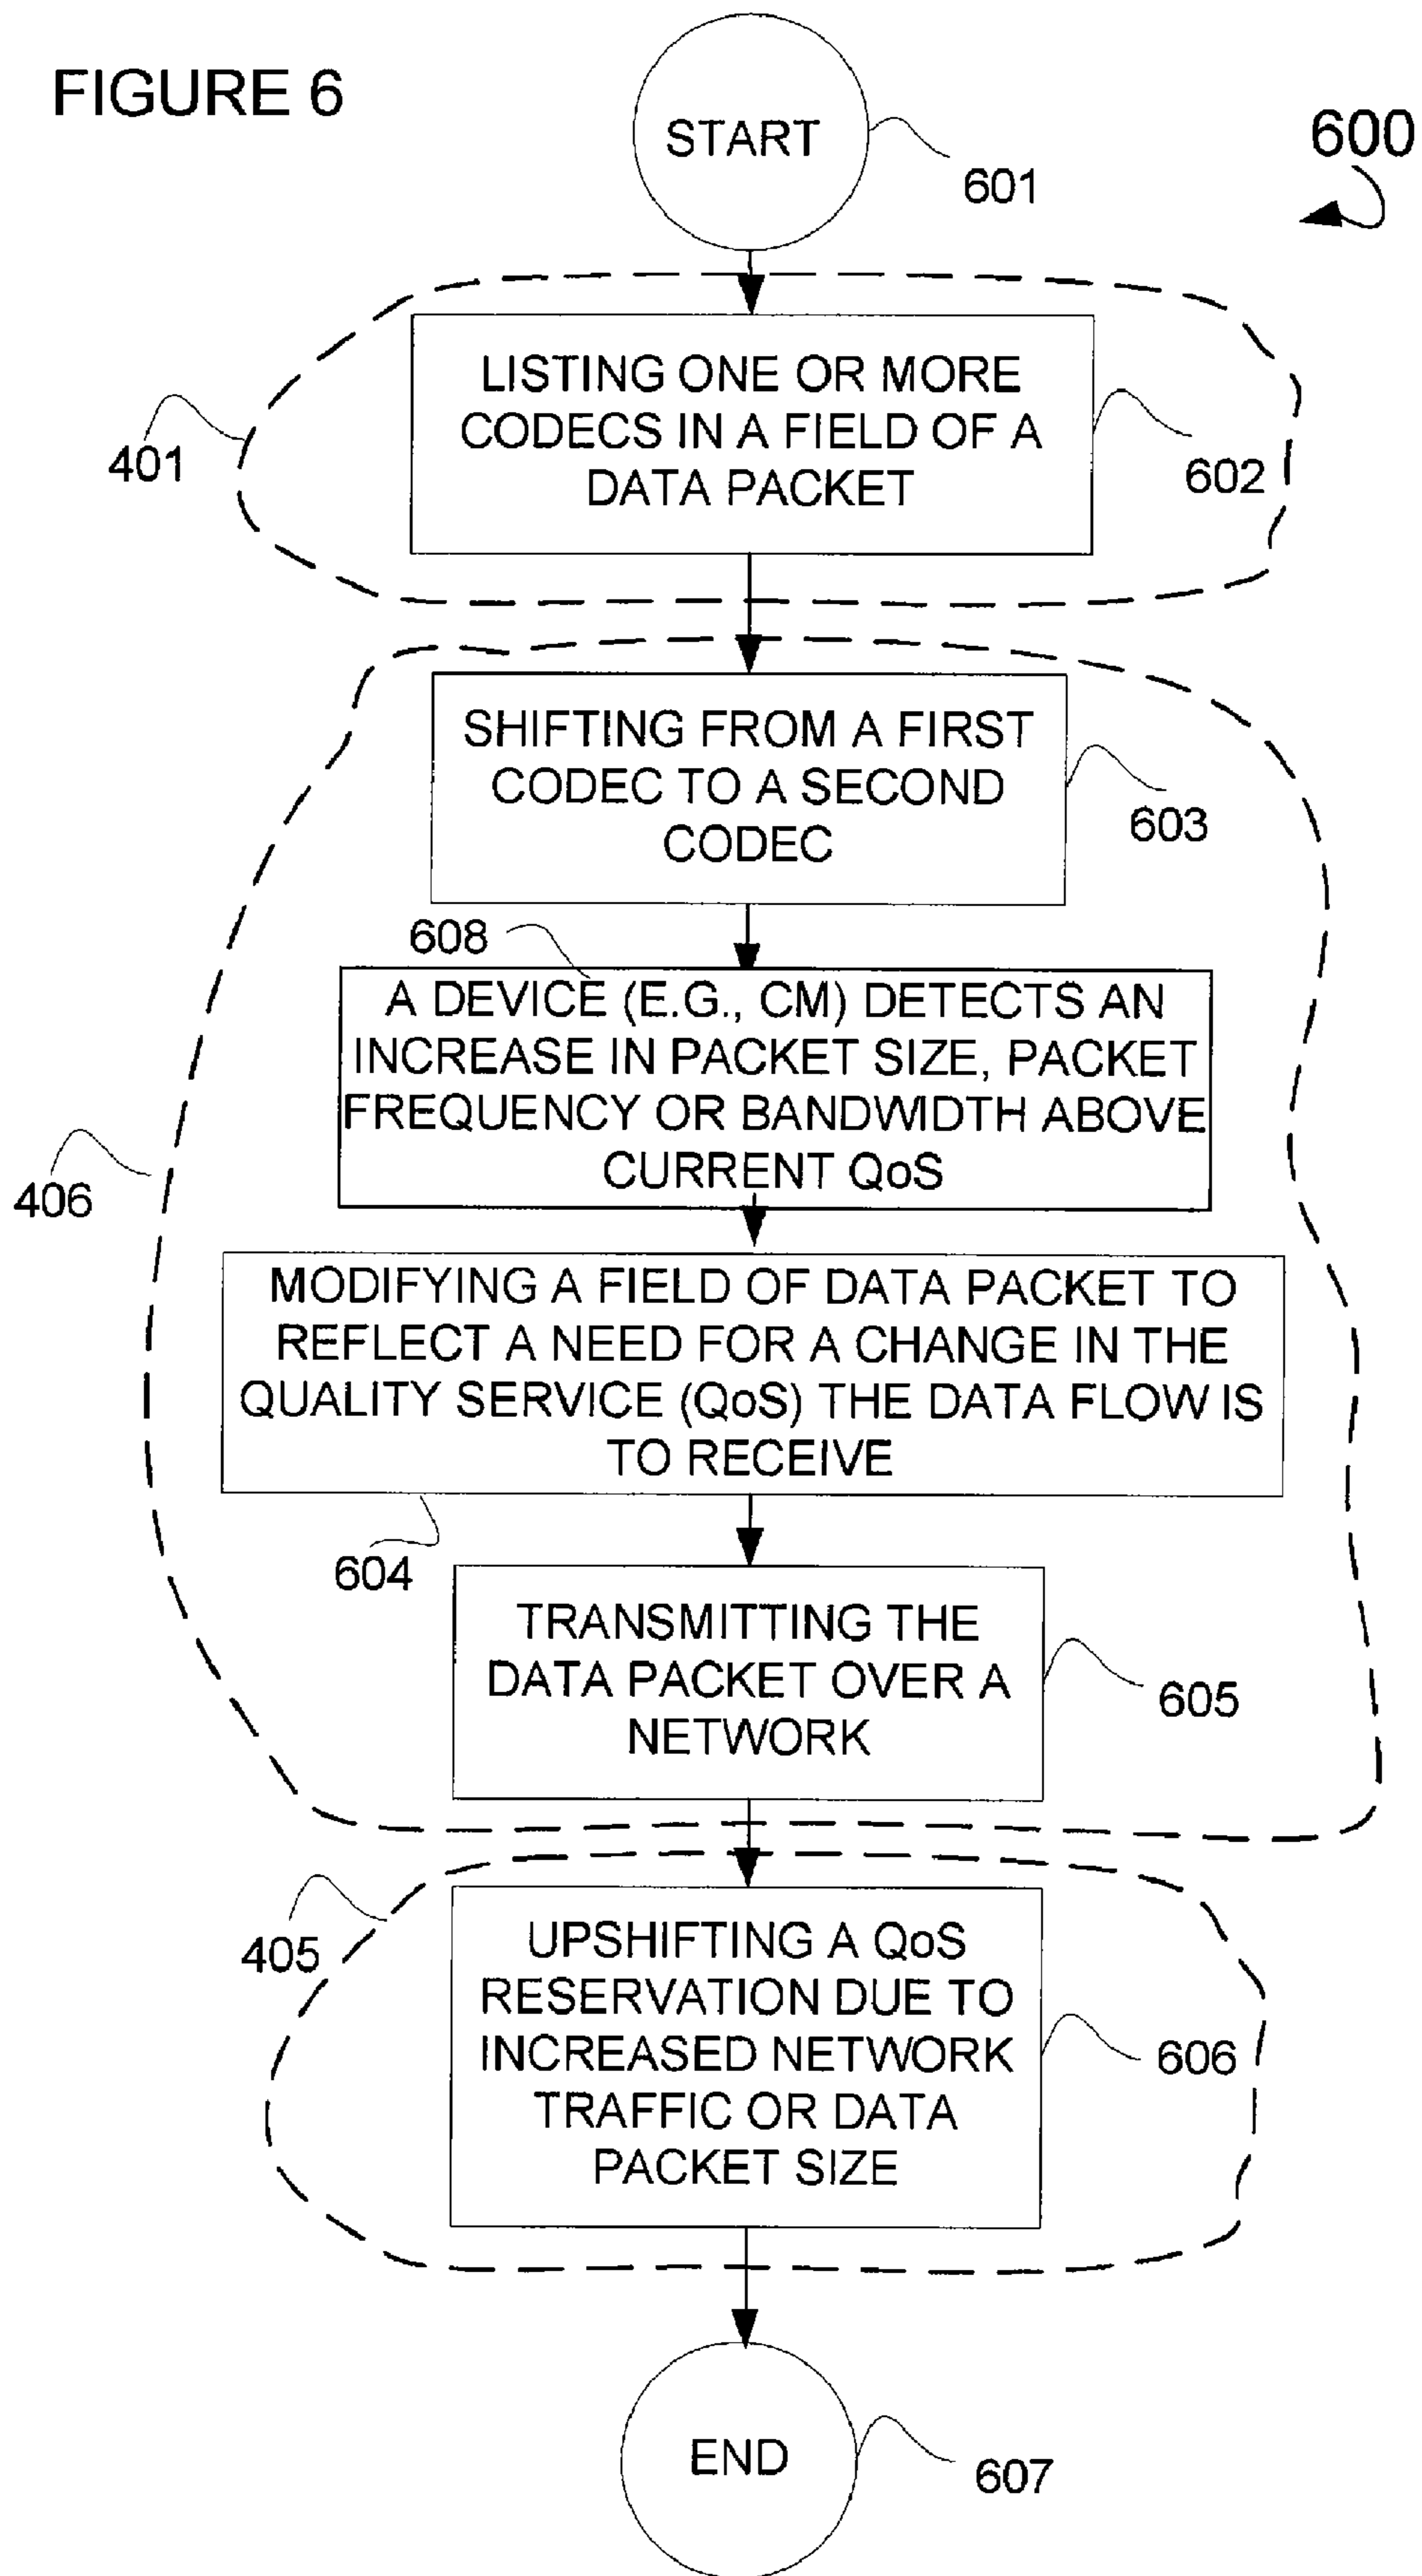 FIGURE 6
START
600
601
LISTING ONE OR MORE
CODECS IN A FIELD OF A
DATA PACKET
401
602
SHIFTING FROM A FIRST
CODEC TO A SECOND
CODEC
603
608
A DEVICE (E.G., CM) DETECTS AN
INCREASE IN PACKET SIZE, PACKET
FREQUENCY OR BANDWIDTH ABOVE
CURRENT QoS
406
MODIFYING A FIELD OF DATA PACKET TO
REFLECT A NEED FOR A CHANGE IN THE
QUALITY SERVICE (QoS) THE DATA FLOW IS
TO RECEIVE
604
TRANSMITTING THE
DATA PACKET OVER A
NETWORK
605
405
UPSHIFTING A QoS
RESERVATION DUE TO
INCREASED NETWORK
TRAFFIC OR DATA
PACKET SIZE
606
END
607